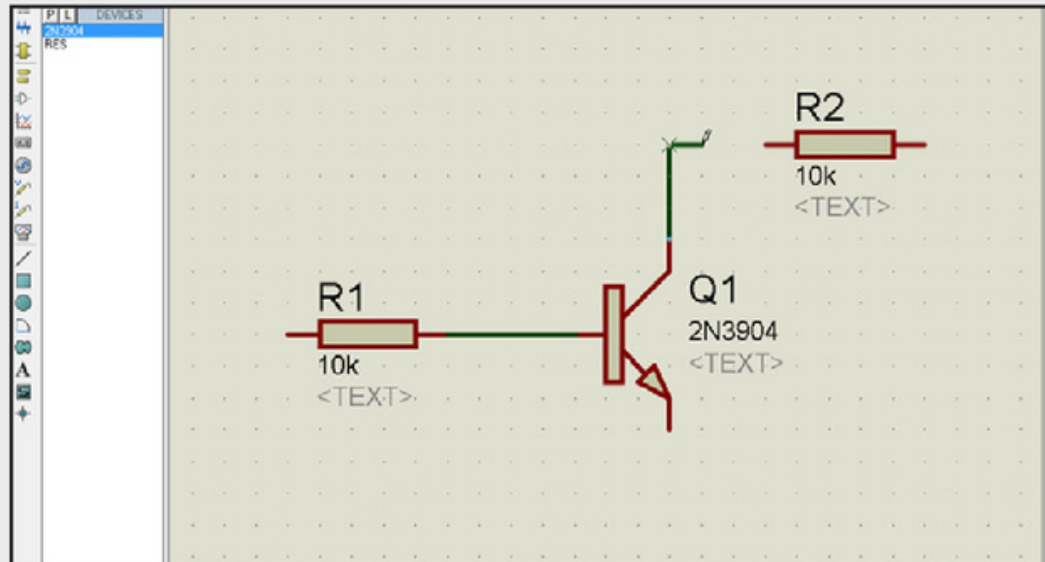 P L DEVICES
2N3904
RES
R2
10k
<TEXT>
R1
10k
<TEXT>
Q1
2N3904
<TEXT>
A